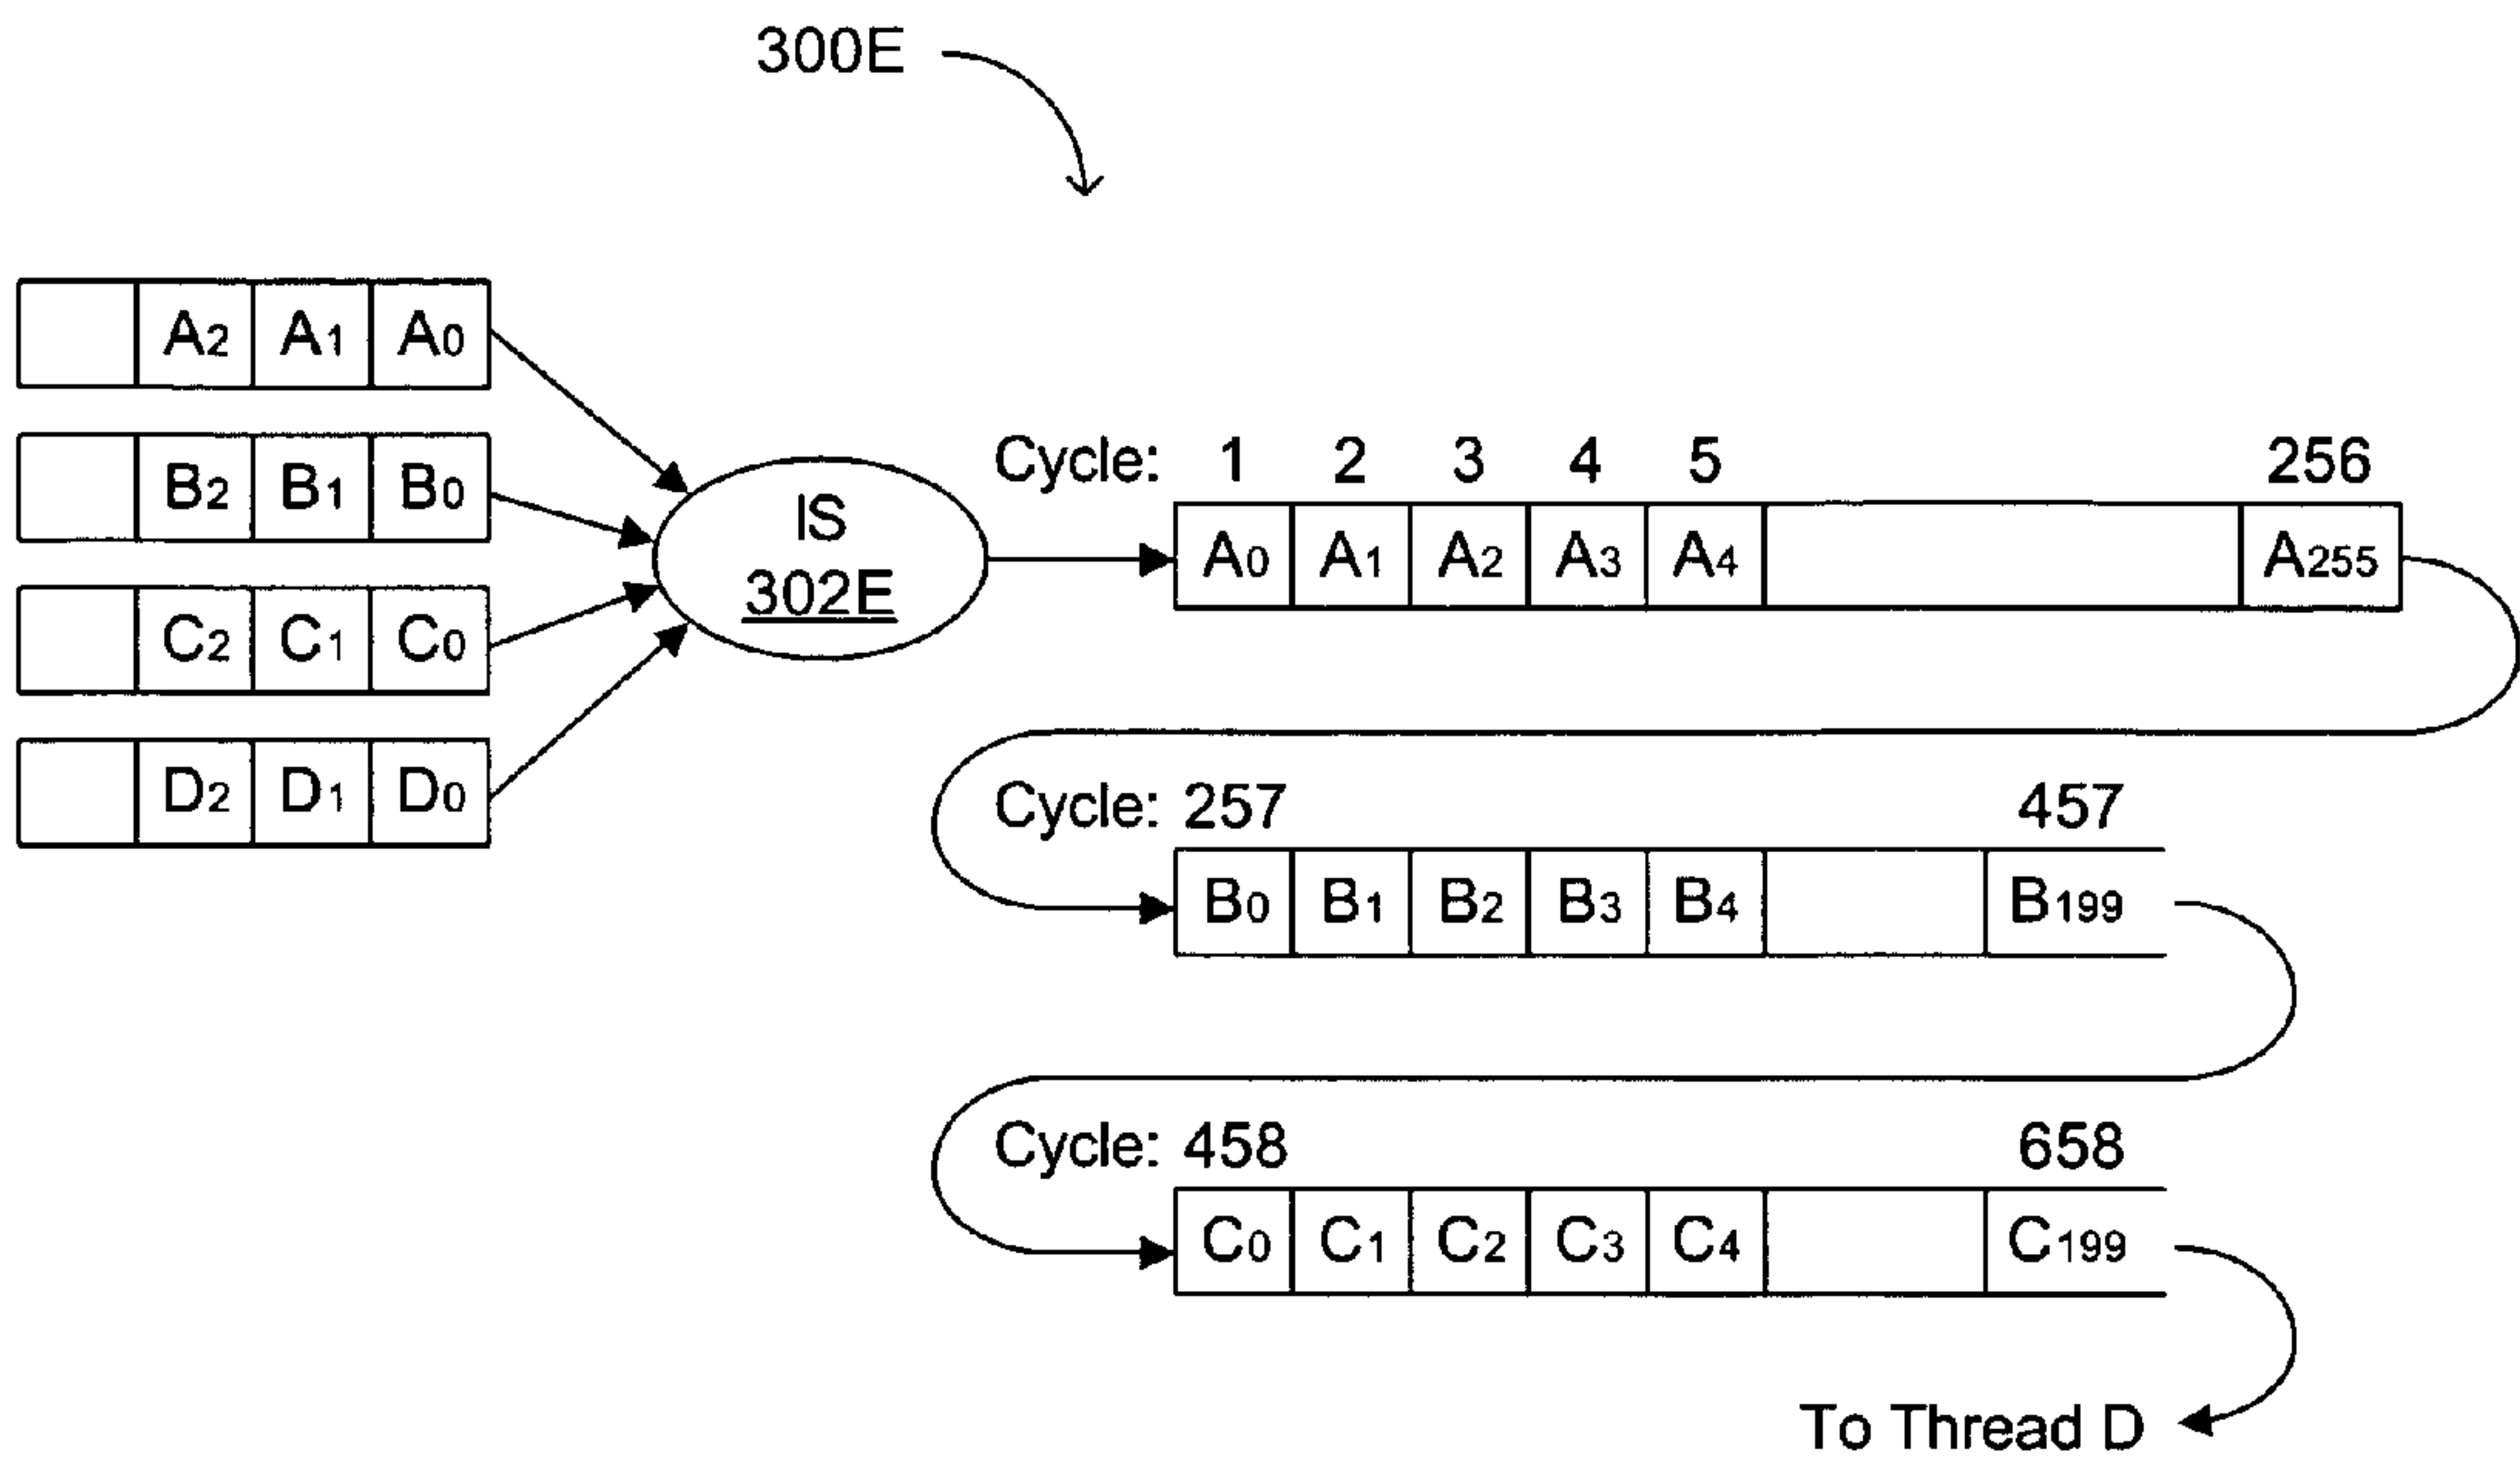 300E
A2 A1 A0
B2 B1 B0
C2 C1 C0
D2 D1 D0
IS
302E
Cycle: 1 2 3 4 5 256
A0 A1 A2 A3 A4 A255
Cycle: 257 457
B0 B1 B2 B3 B4 B199
Cycle: 458 658
C0 C1 C2 C3 C4 C199
To Thread D